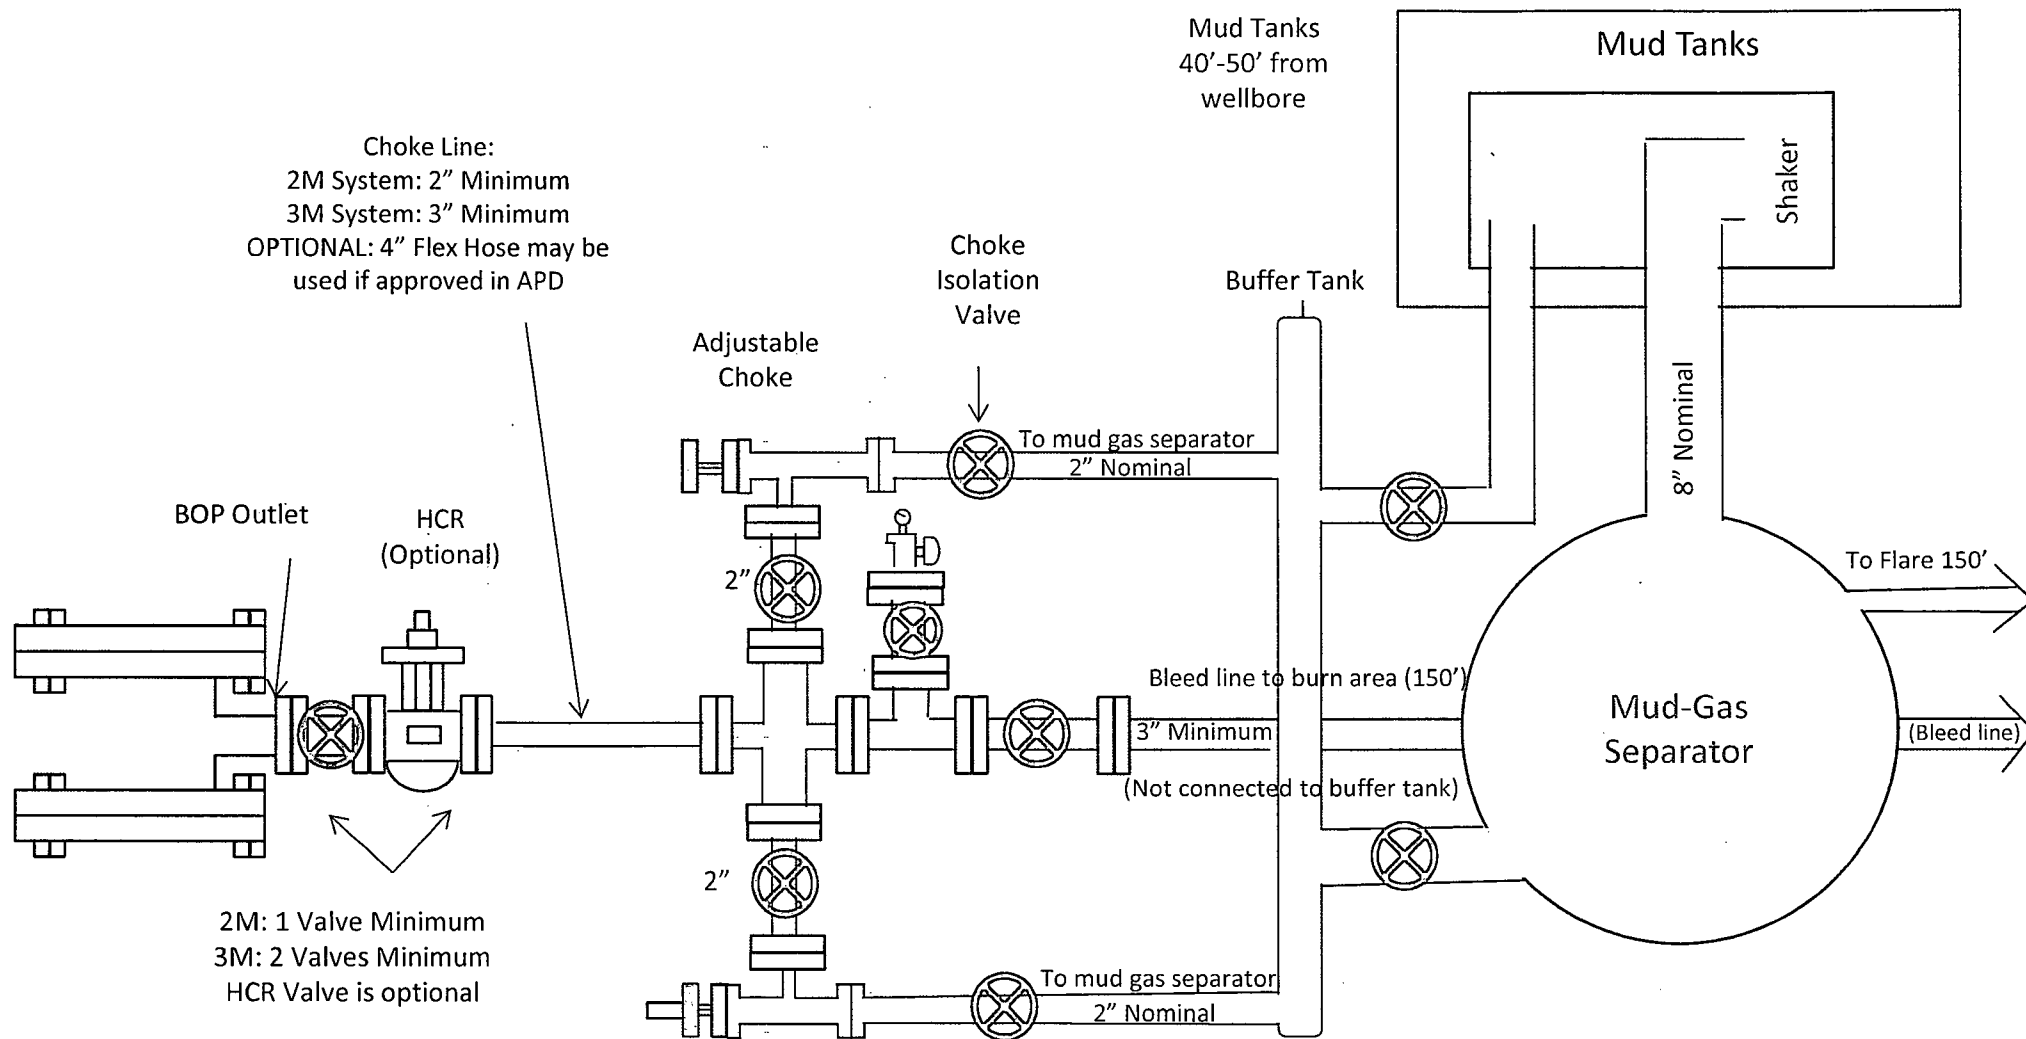 Mud Tanks
40’-50’ from
wellbore
Mud Tanks
Shaker
Choke Line:
2M System: 2” Minimum
3M System: 3” Minimum
OPTIONAL: 4” Flex Hose may be
used if approved in APD
Choke
Isolation
Valve
Buffer Tank
Adjustable
Choke
8” Nominal
To mud gas separator
2” Nominal
BOP Outlet
HCR
(Optional)
2”
To Flare 150’
Bleed line to burn area (150’)
3” Minimum
(Not connected to buffer tank)
Mud-Gas
Separator
(Bleed line)
2”
2M: 1 Valve Minimum
3M: 2 Valves Minimum
HCR Valve is optional
To mud gas separator
2” Nominal